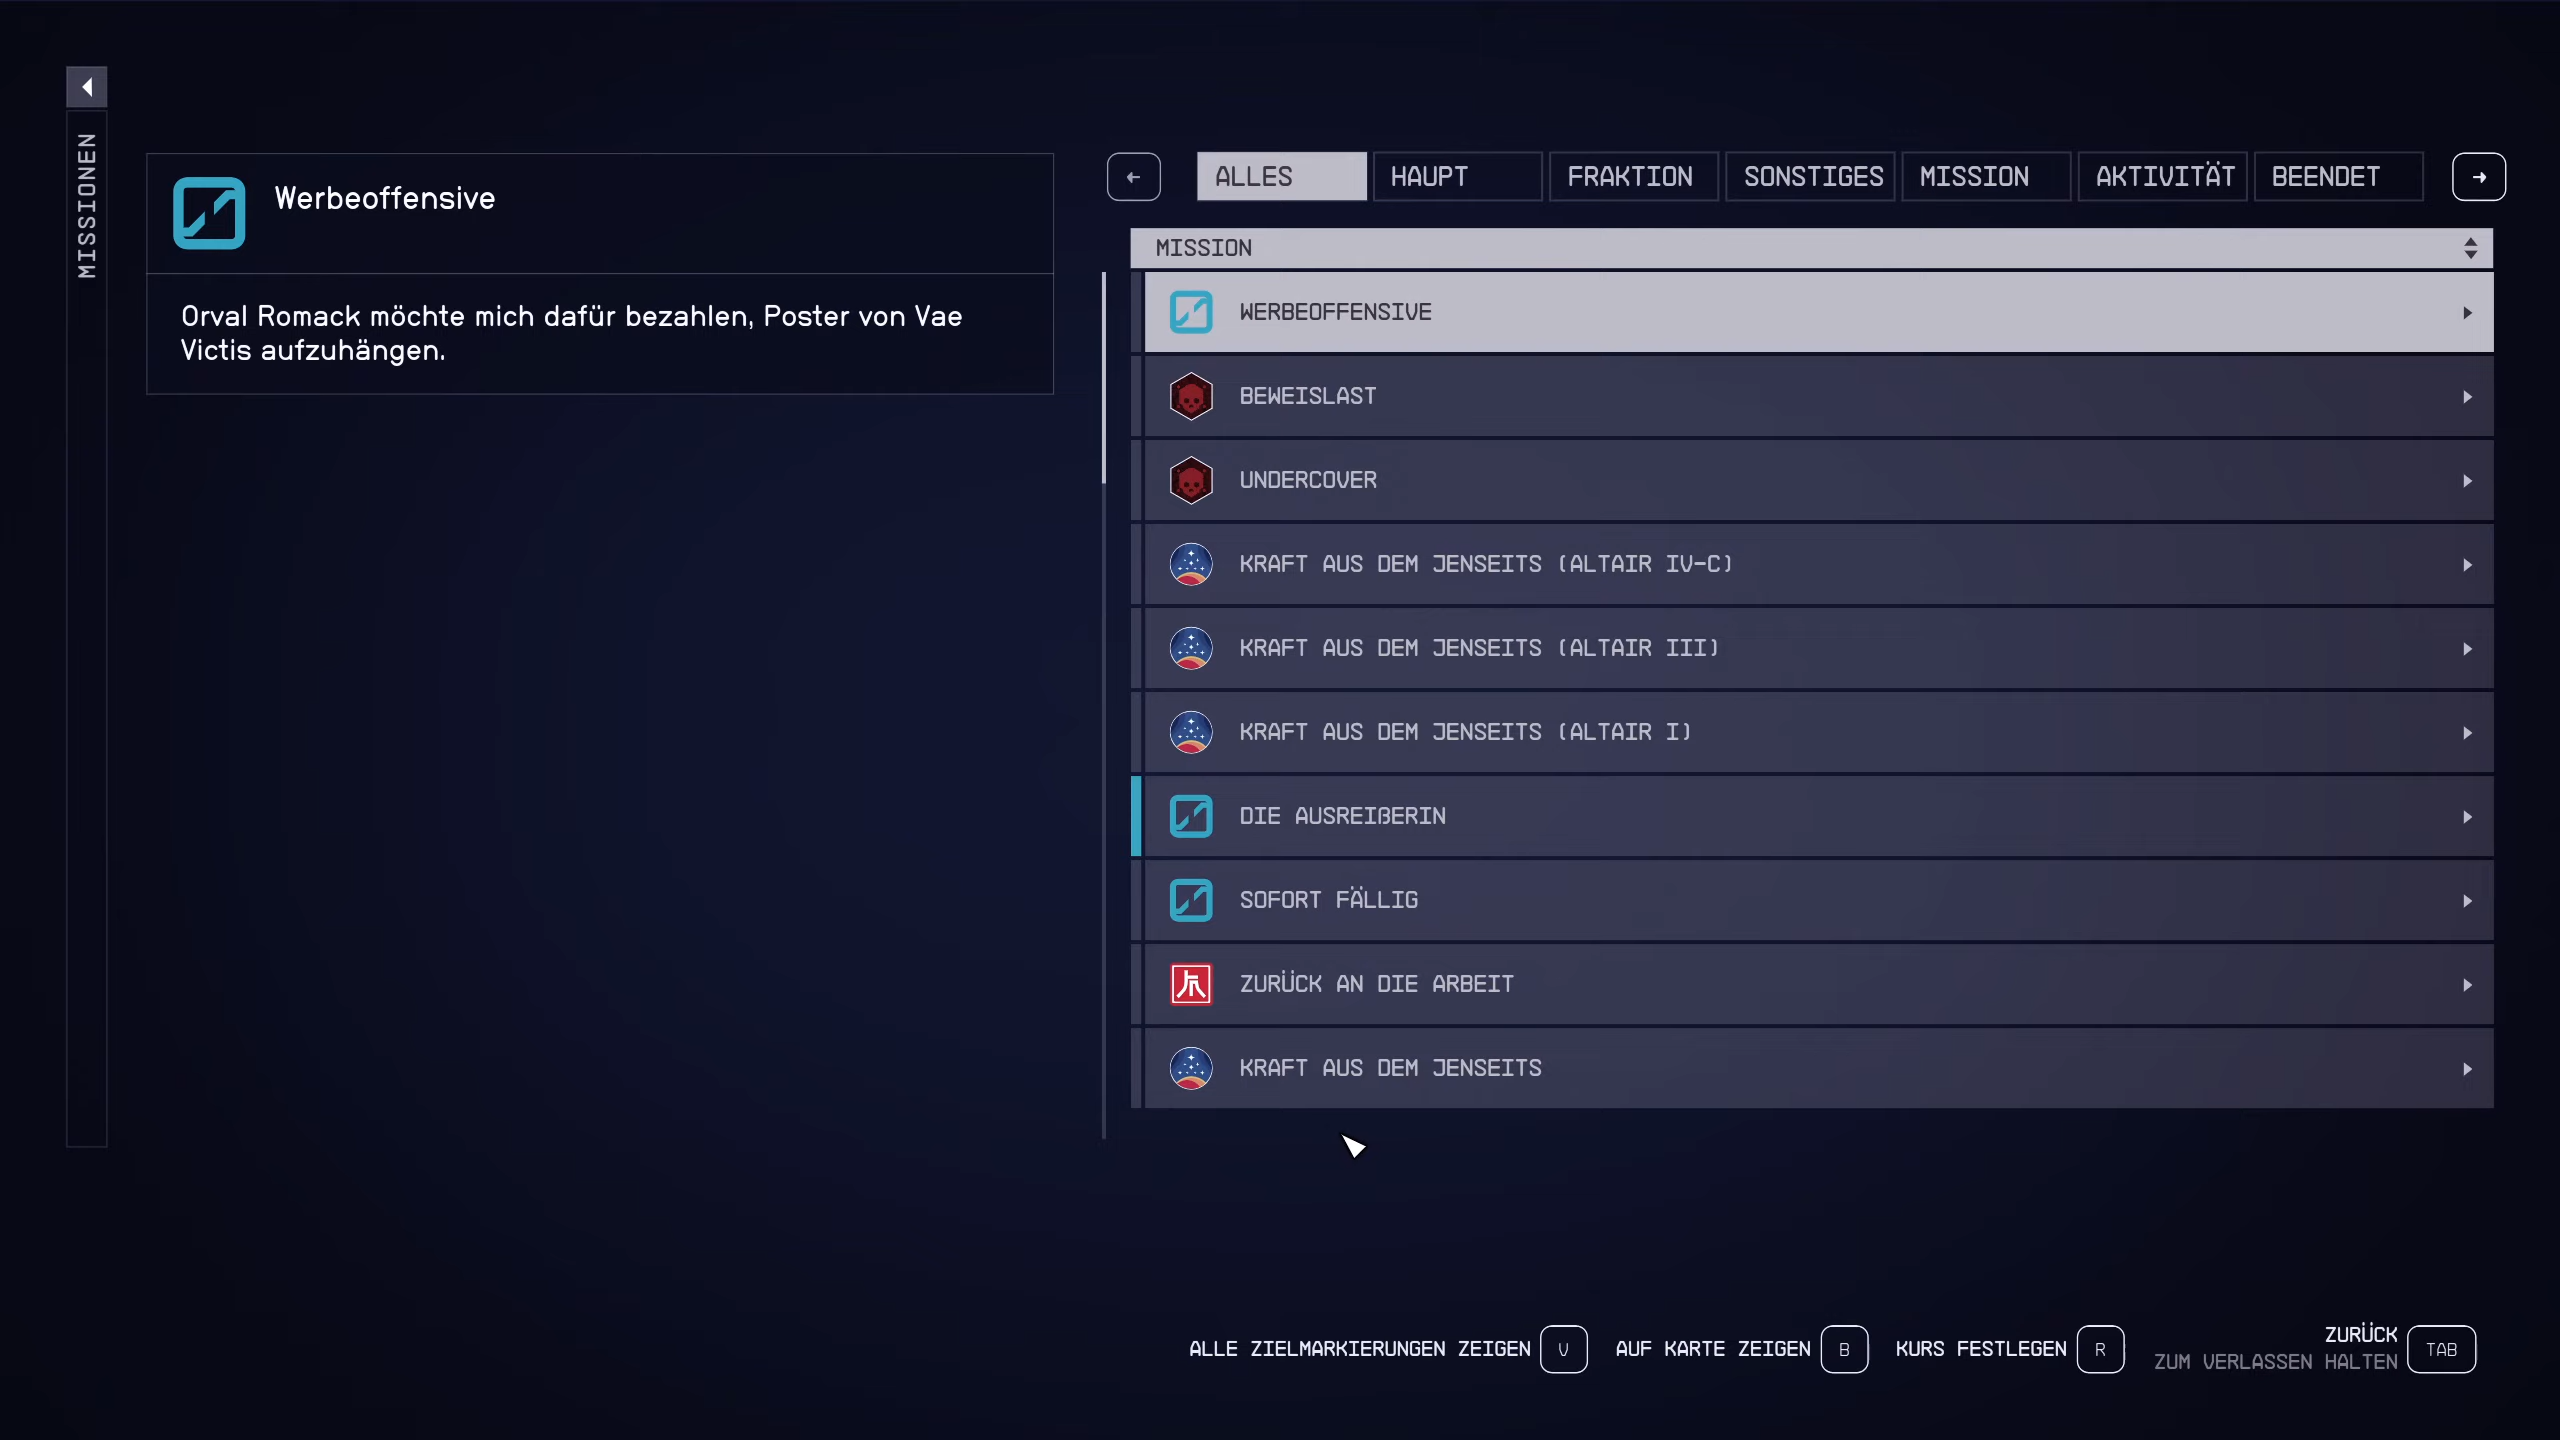 MISSIONEN
Werbeoffensive
Orval Romack möchte mich dafür bezahlen, Poster von Vae
Victis aufzuhängen.
ALLES
HAUPT
FRAKTION
SONSTIGES
MISSION
AKTIVITÄT
BEENDET
MISSION
WERBEOFFENSIVE
BEWEISLAST
UNDERCOVER
KRAFT AUS DEM JENSEITS (ALTAIR IV-C)
KRAFT AUS DEM JENSEITS (ALTAIR III)
KRAFT AUS DEM JENSEITS (ALTAIR I)
DIE AUSREIßERIN
SOFORT FÄLLIG
ZURÜCK AN DIE ARBEIT
KRAFT AUS DEM JENSEITS
ALLE ZIELMARKIERUNGEN ZEIGEN V
AUF KARTE ZEIGEN B
KURS FESTLEGEN R
ZURÜCK
ZUM VERLASSEN HALTEN
TAB